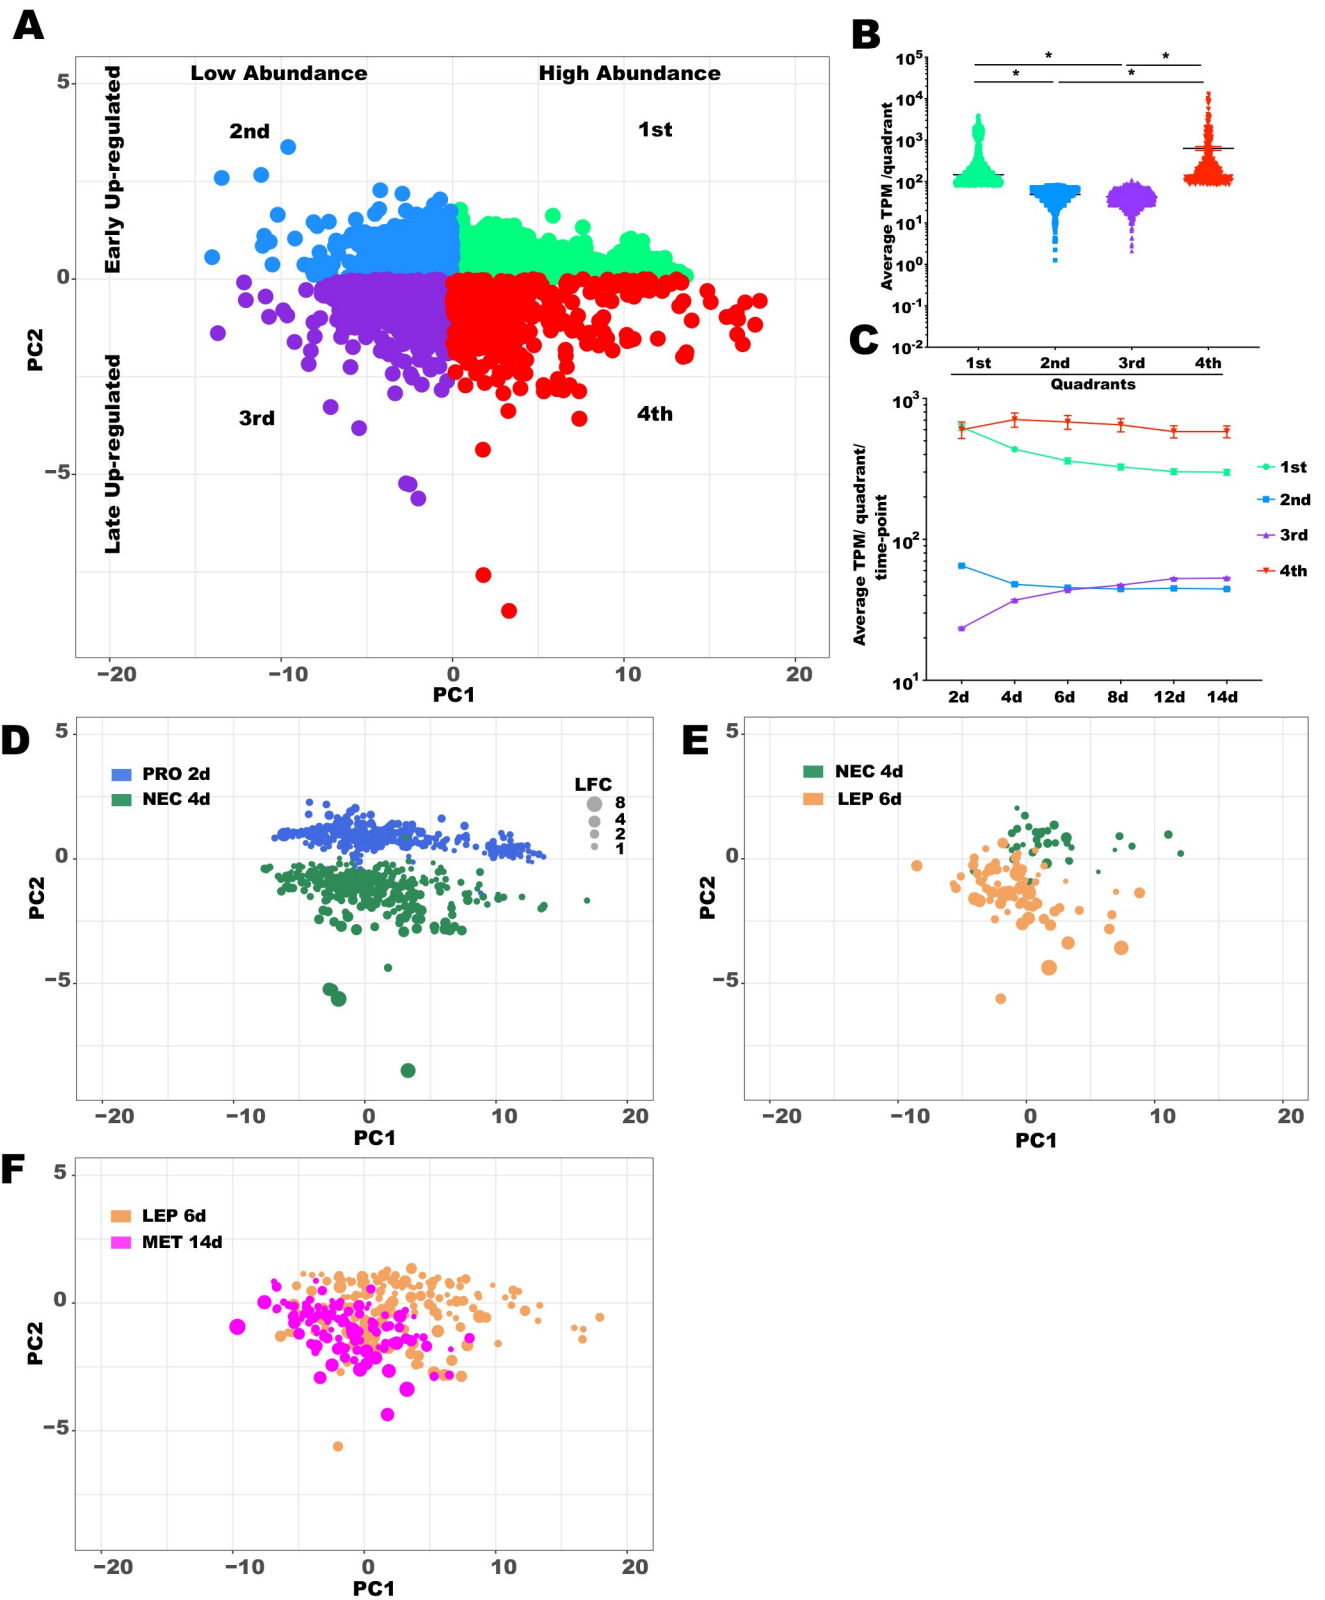 A
Low Abundance
High Abundance
2nd
1st
3rd
4th
Early Up-regulated
Late Up-regulated
PC2
5
0
−5
−20
−10
0
10
20
PC1
B
Average TPM /quadrant
10^5
10^4
10^3
10^2
10^1
10^0
10^-1
10^-2
*
*
*
*
1st
2nd
3rd
4th
Quadrants
C
Average TPM/ quadrant/
time-point
10^3
10^2
10^1
2d
4d
6d
8d
12d
14d
1st
2nd
3rd
4th
D
PRO 2d
NEC 4d
LFC
8
4
2
1
PC2
5
0
−5
−20
−10
0
10
20
PC1
E
NEC 4d
LEP 6d
PC2
5
0
−5
−20
−10
0
10
20
PC1
F
LEP 6d
MET 14d
PC2
5
0
−5
−20
−10
0
10
20
PC1